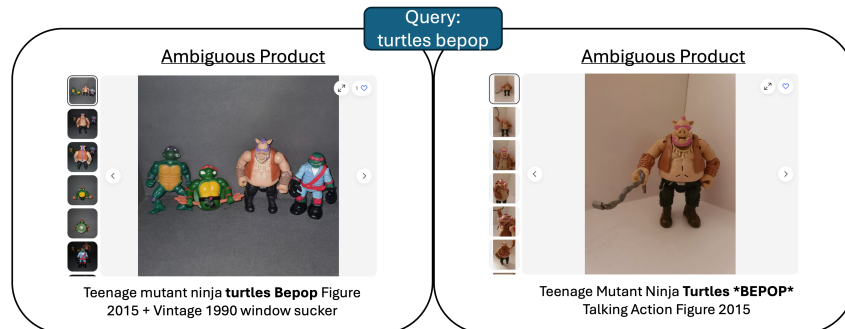 Query:
turtles bepop
Ambiguous Product
1
Teenage mutant ninja turtles Bepop Figure
2015 + Vintage 1990 window sucker
Ambiguous Product
Teenage Mutant Ninja Turtles *BEPOP*
Talking Action Figure 2015